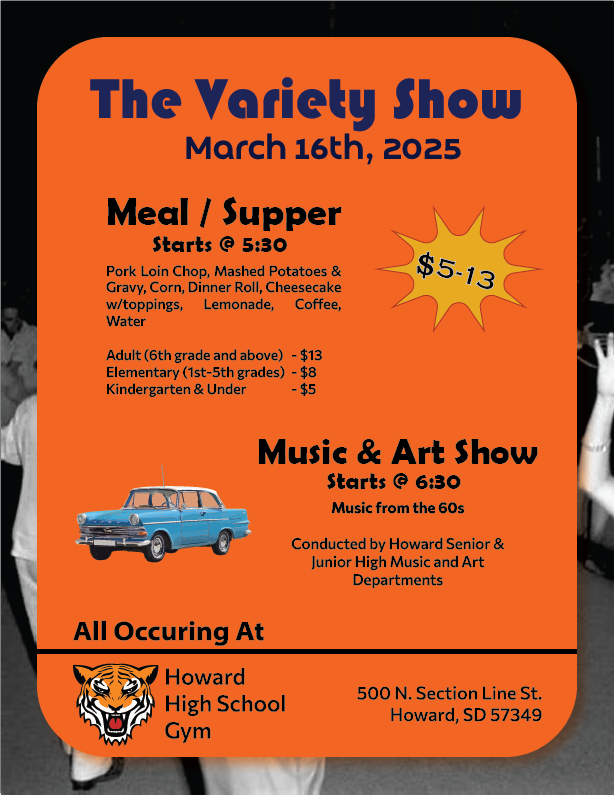 The Variety Show
March 16th, 2025
Meal / Supper
Starts @ 5:30
$5-13
Pork Loin Chop, Mashed Potatoes &
Gravy, Corn, Dinner Roll, Cheesecake
w/toppings, Lemonade, Coffee,
Water
Adult (6th grade and above) - $13
Elementary (1st-5th grades) - $8
Kindergarten & Under - $5
Music & Art Show
Starts @ 6:30
Music from the 60s
Conducted by Howard Senior &
Junior High Music and Art
Departments
All Occuring At
Howard
High School
Gym
500 N. Section Line St.
Howard, SD 57349